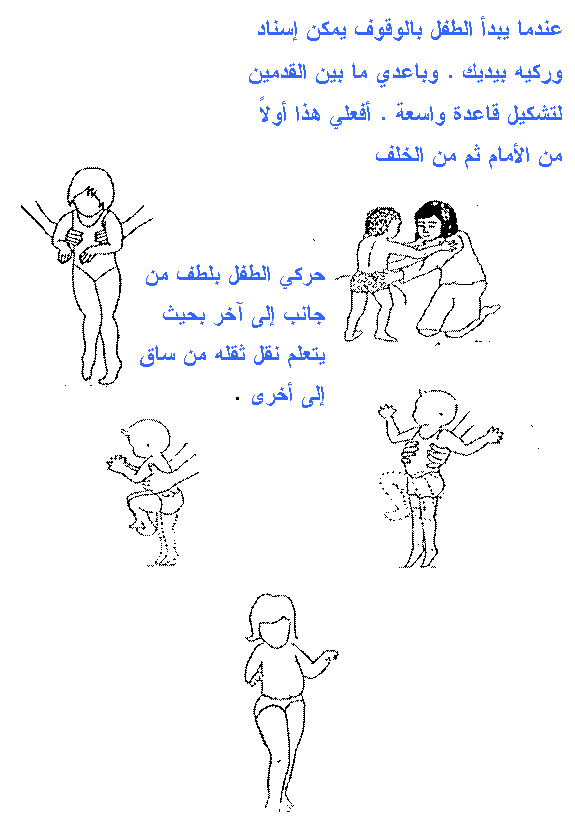 عندما يبدأ الطفل بالوقوف يمكن إسناد
وركيه بيديك . وباعدي ما بين القدمين
لتشكيل قاعدة واسعة . أفعلي هذا أولاً
من الأمام ثم من الخلف
حركي الطفل بلطف من
جانب إلى آخر بحيث
يتعلم نقل ثقله من ساق
إلى أخرى .